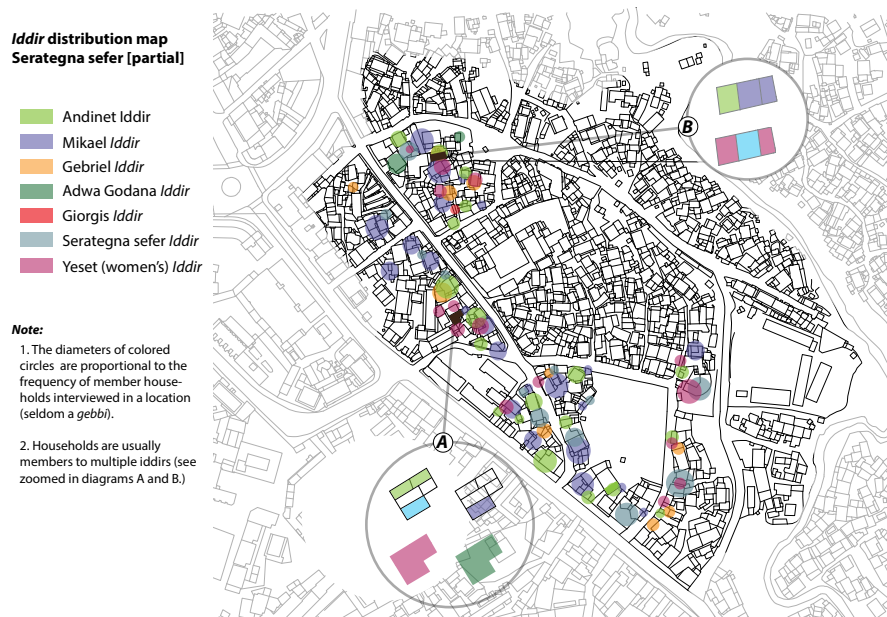 Iddir distribution map
Serategna sefer [partial]
Andinet Iddir
Mikael Iddir
Gebriel Iddir
Adwa Godana Iddir
Giorgis Iddir
Serategna sefer Iddir
Yeset (women's) Iddir
Note:
1. The diameters of colored
circles are proportional to the
frequency of member house-
holds interviewed in a location
(seldom a gebbi).
2. Households are usually
members to multiple iddirs (see
zoomed in diagrams A and B.)
B
A